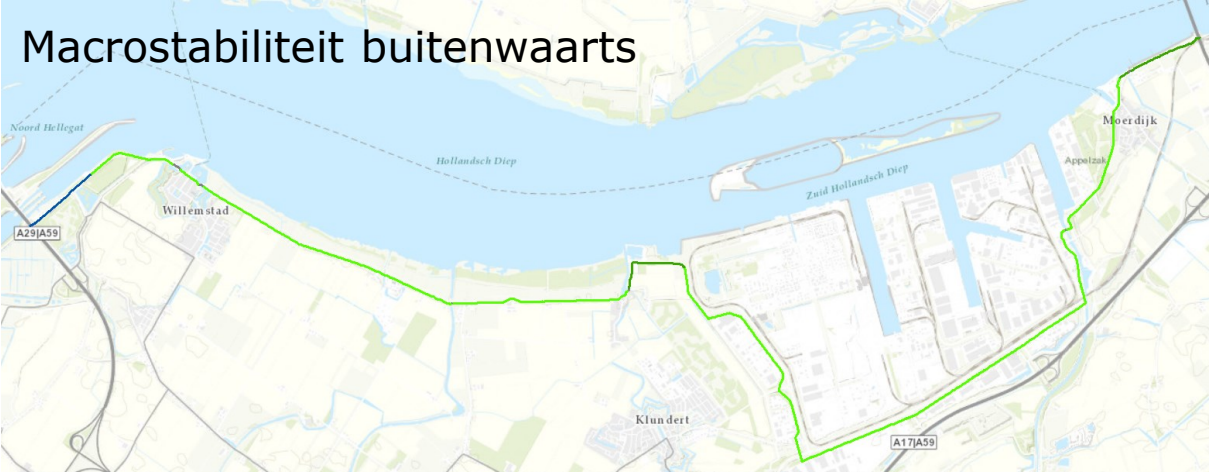 Macrostabiliteit buitenwaarts
Noord Hellegat
Moerdijk
Hollandsch Diep
Appelzak
Zuid Hollandsch Diep
Willemstad
A29|A59
Klundert
A17|A59